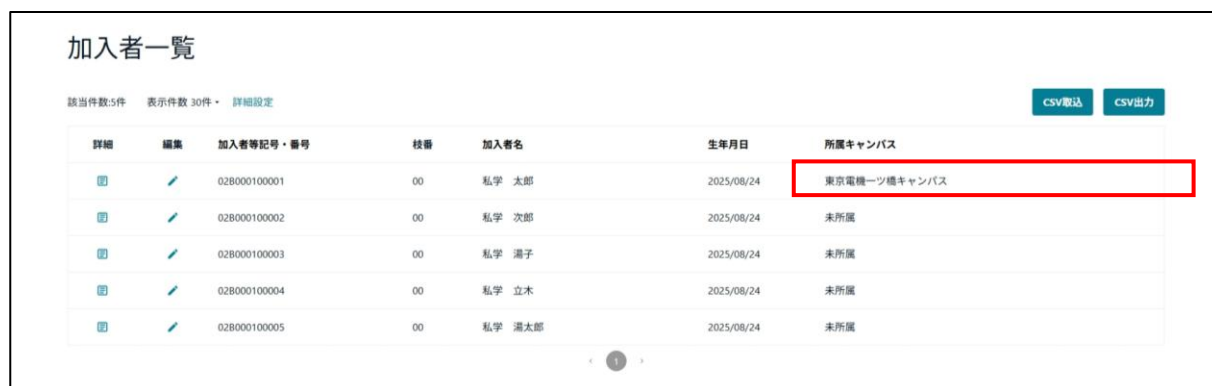 加入者一覧
該当件数:5件 表示件数 30件 詳細設定 CSV取込 CSV出力
詳細 編集 加入者等記号・番号 枝番 加入者名 生年月日 所属キャンパス
02B000100001 00 私学 太郎 2025/08/24 東京電機一ツ橋キャンパス
02B000100002 00 私学 次郎 2025/08/24 未所属
02B000100003 00 私学 湯子 2025/08/24 未所属
02B000100004 00 私学 立木 2025/08/24 未所属
02B000100005 00 私学 湯太郎 2025/08/24 未所属
‹ 1 ›